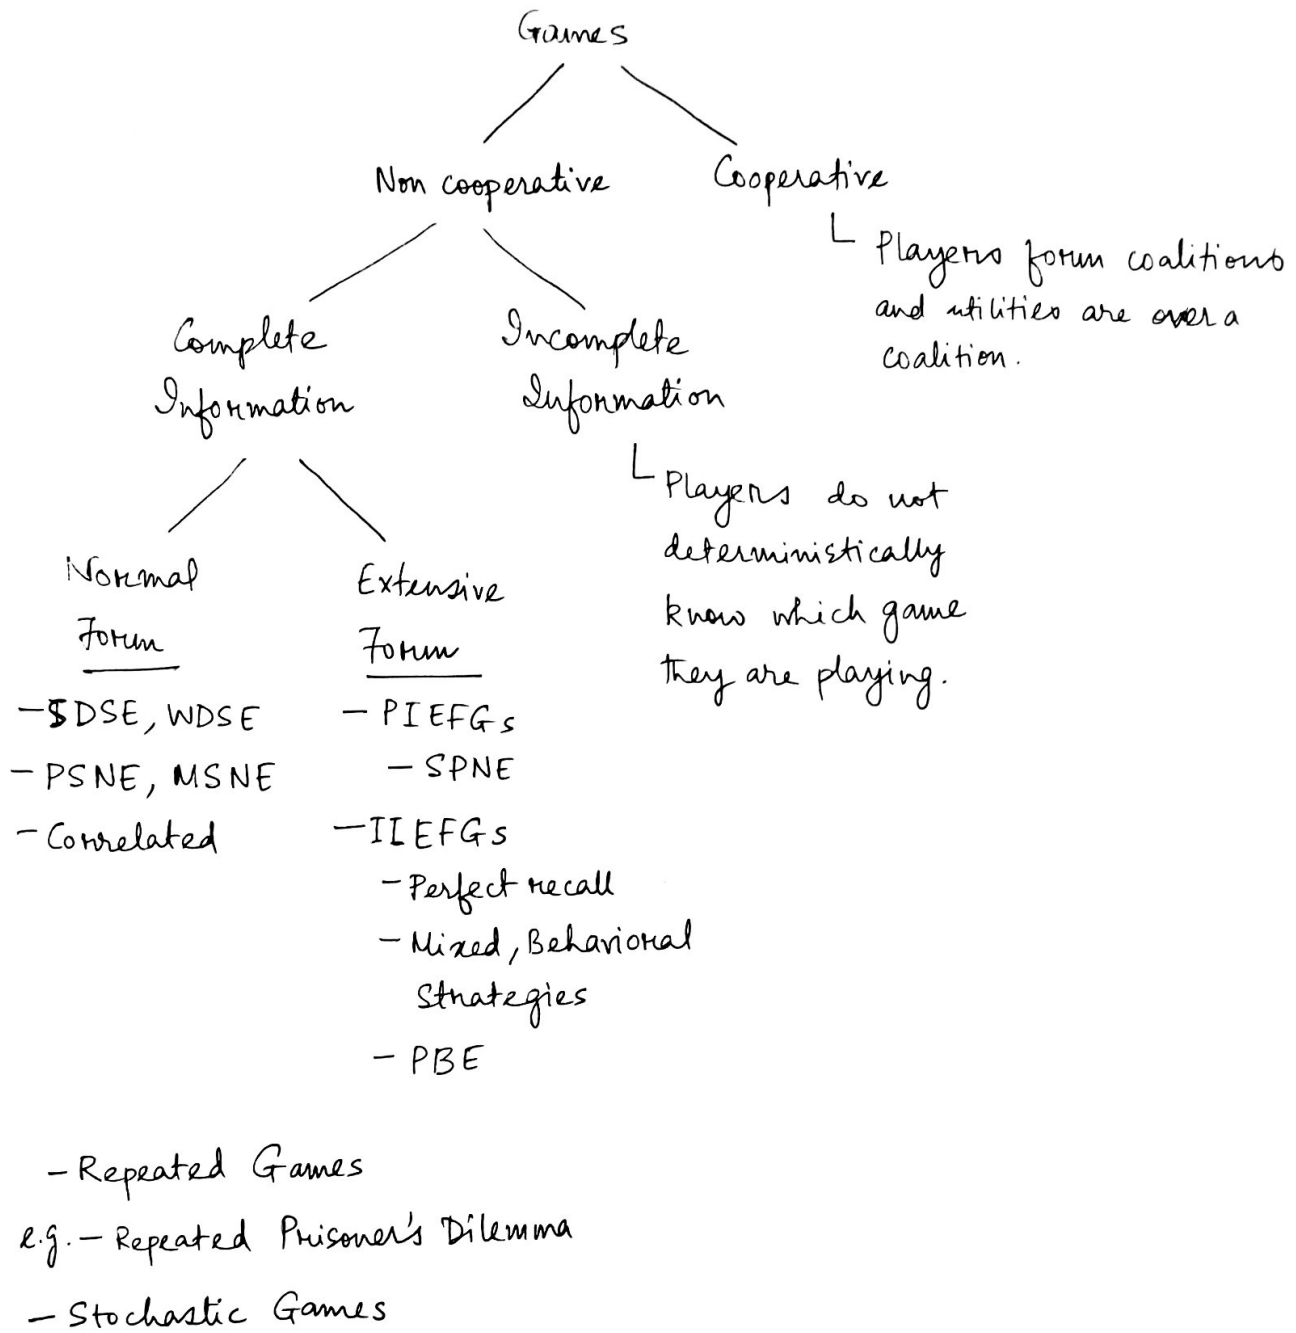 Games
Non cooperative
Cooperative
Players form coalitions
and utilities are over a
coalition.
Complete
Information
Incomplete
Information
Players do not
deterministically
know which game
they are playing.
Normal
Form
- SDSE, WDSE
- PSNE, MSNE
- Correlated
Extensive
Form
- PIEFGs
- SPNE
- IIEFGs
- Perfect recall
- Mixed, Behavioral
Strategies
- PBE
- Repeated Games
e.g. - Repeated Prisoner's Dilemma
- Stochastic Games